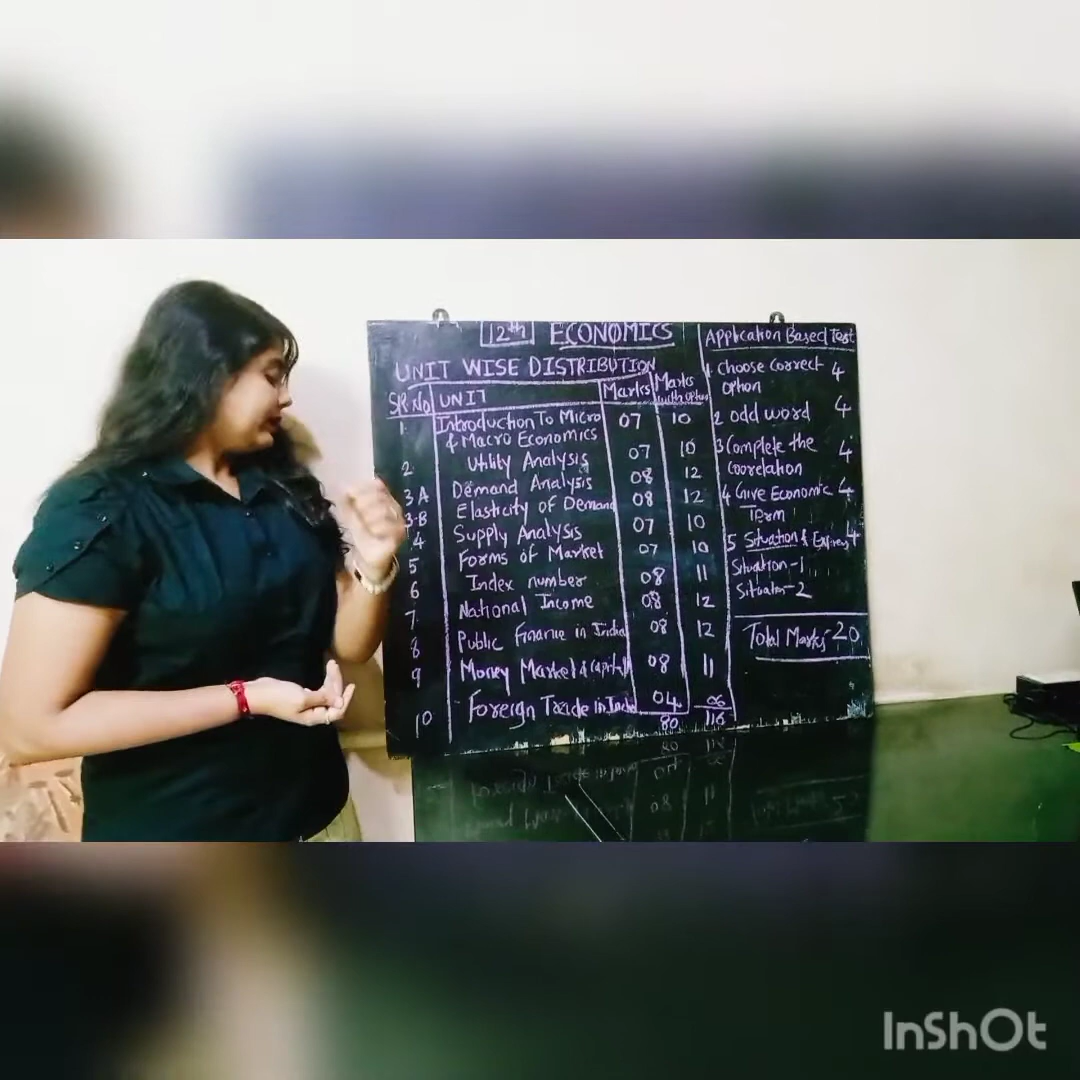 12th ECONOMICS
UNIT WISE DISTRIBUTION
SR.No UNIT Marks Marks with option
1. Introduction To Micro & Macro Economics 07 10
2. Utility Analysis 07 10
3A Demand Analysis 08 12
3-B Elasticity of Demand 08 12
4 Supply Analysis 07 10
5 Forms of Market 07 10
6 Index number 08 11
7 National Income 08 12
8 Public Finance in India 08 12
9 Money Market & Capital 08 11
10 Foreign Trade in India 04 06
80 116
Application Based Test
1 Choose correct option 4
2 odd word 4
3 Complete the coorelation 4
4 Give Economic Term 4
5 Situation & Express 4
Situation-1
Situation-2
Total Marks 20
InShOt